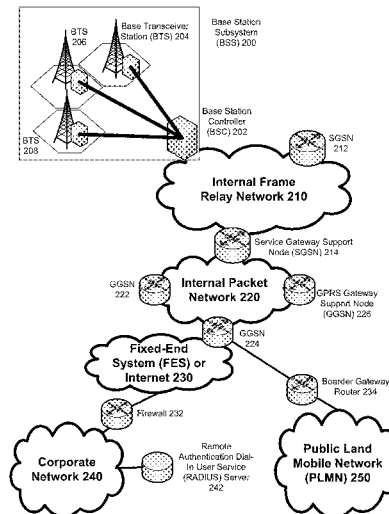 BTS
206
Base Transceiver
Station (BTS) 204
Base Station
Subsystem
(BSS) 200
BTS
208
Base Station
Controller
(BSC) 202
SGSN
212
Internal Frame
Relay Network 210
Service Gateway Support
Node (SGSN) 214
GGSN
222
Internal Packet
Network 220
GPRS Gateway
Support Node
(GGSN) 226
GGSN
224
Fixed-End
System (FES) or
Internet 230
Boarder Gateway
Router 234
Firewall 232
Corporate
Network 240
Remote
Authentication Dial-
In User Service
(RADIUS) Server
242
Public Land
Mobile Network
(PLMN) 250